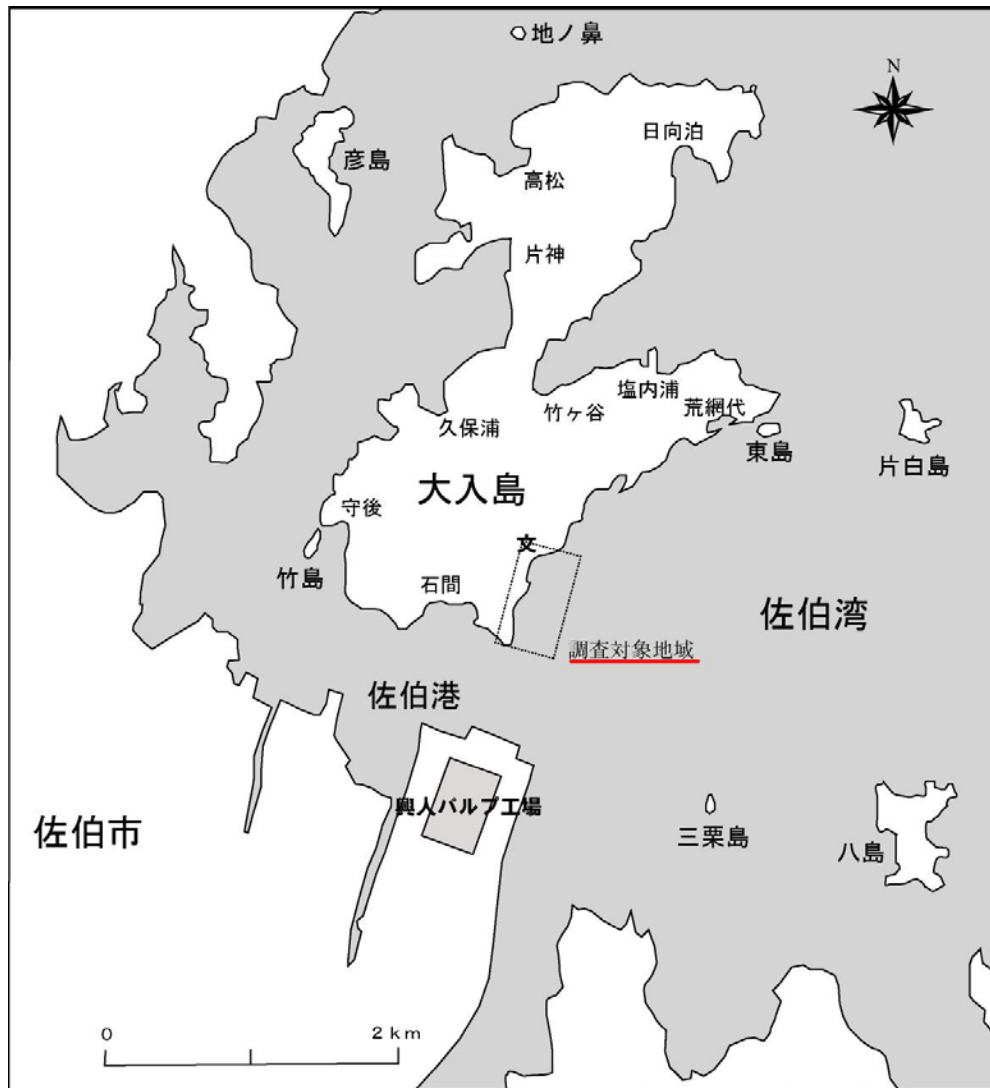 地ノ鼻
N
日向泊
彦島
高松
片神
塩内浦
荒網代
竹ヶ谷
久保浦
東島
片白島
大入島
守後
文
竹島
石間
佐伯湾
調査対象地域
佐伯港
興人パルプ工場
佐伯市
三栗島
八島
0
2km